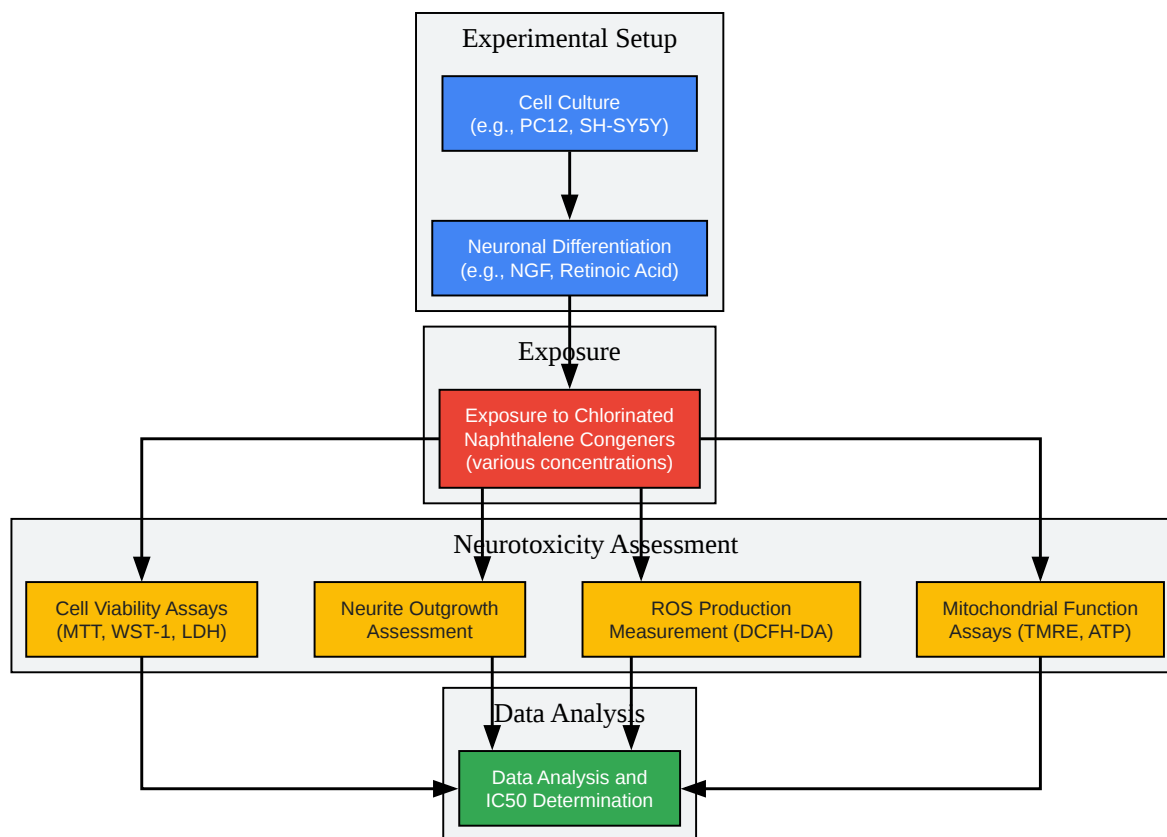 Experimental Setup
Cell Culture
(e.g., PC12, SH-SY5Y)
Neuronal Differentiation
(e.g., NGF, Retinoic Acid)
Exposure
Exposure to Chlorinated
Naphthalene Congeners
(various concentrations)
Neurotoxicity Assessment
Cell Viability Assays
(MTT, WST-1, LDH)
Neurite Outgrowth
Assessment
ROS Production
Measurement (DCFH-DA)
Mitochondrial Function
Assays (TMRE, ATP)
Data Analysis
Data Analysis and
IC50 Determination